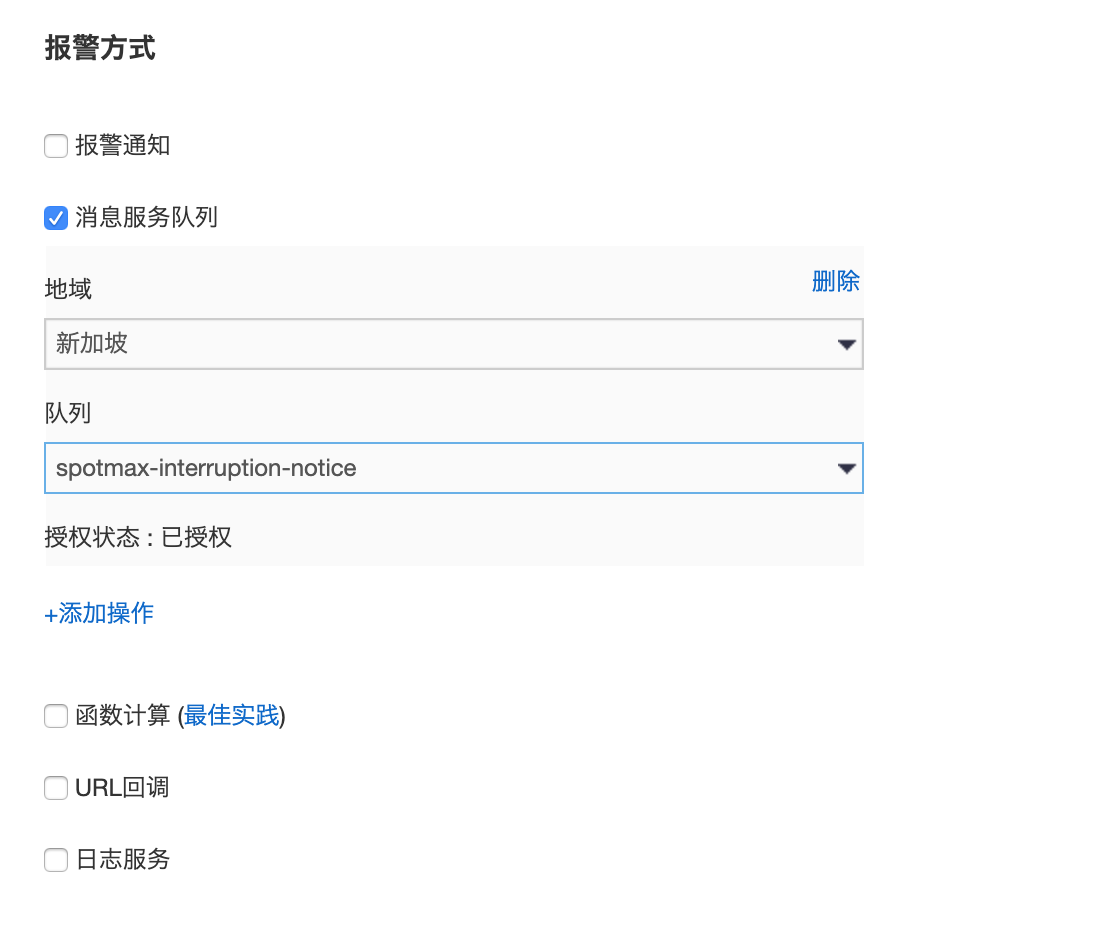 报警方式
报警通知
消息服务队列
地域
删除
新加坡
队列
spotmax-interruption-notice
授权状态 : 已授权
+添加操作
函数计算 (最佳实践)
URL回调
日志服务